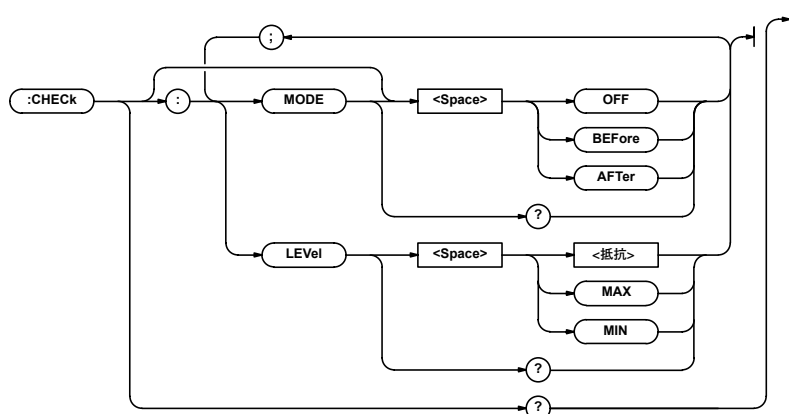 ;
:CHECk
:
MODE
<Space>
OFF
BEFore
AFTer
?
LEVel
<Space>
<抵抗>
MAX
MIN
?
?